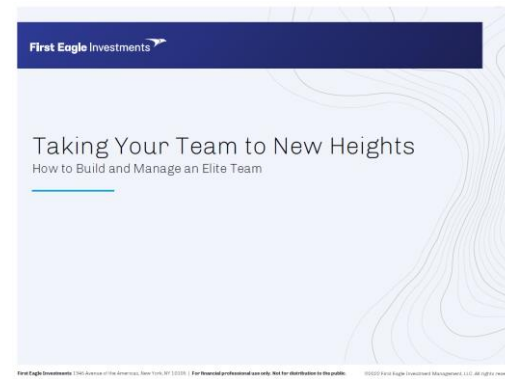 First Eagle Investments
Taking Your Team to New Heights
How to Build and Manage an Elite Team
First Eagle Investments 1345 Avenue of the Americas, New York, NY 10105 | For financial professional use only. Not for distribution to the public. ©2020 First Eagle Investment Management, LLC. All rights